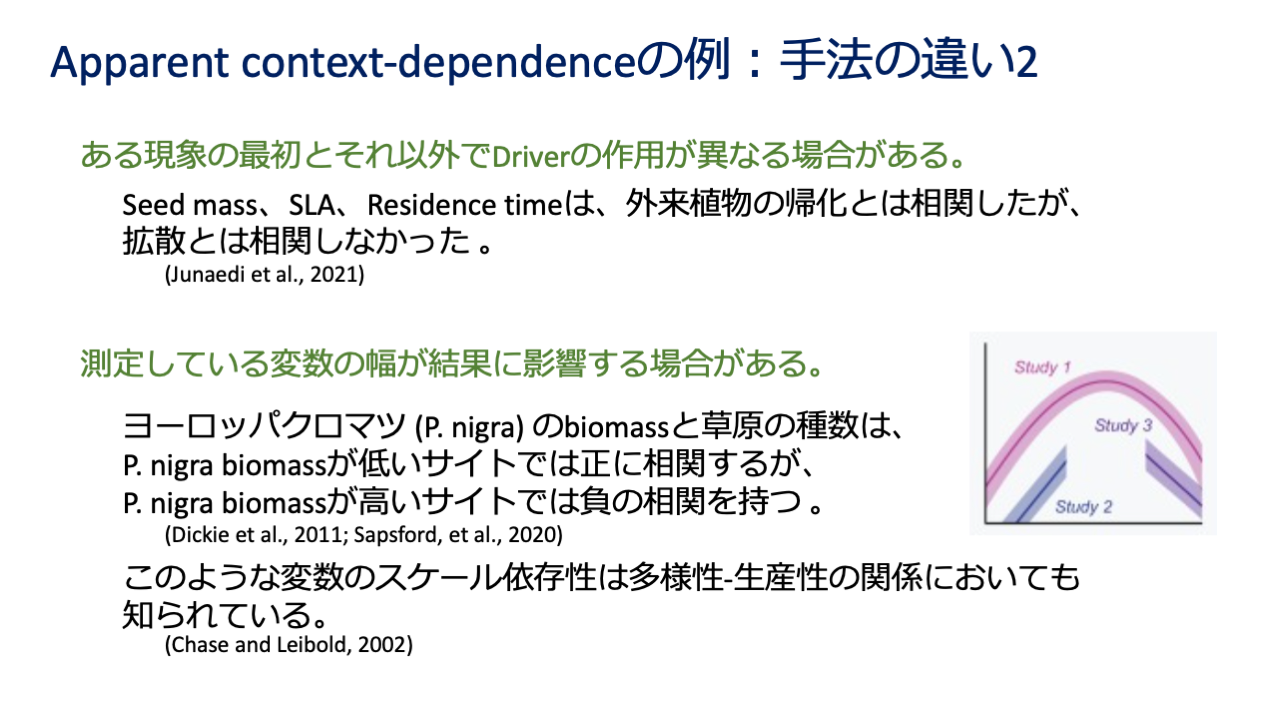 Apparent context-dependenceの例：手法の違い2
ある現象の最初とそれ以外でDriverの作用が異なる場合がある。
Seed mass、SLA、Residence timeは、外来植物の帰化とは相関したが、
拡散とは相関しなかった 。
(Junaedi et al., 2021)
測定している変数の幅が結果に影響する場合がある。
ヨーロッパクロマツ (P. nigra) のbiomassと草原の種数は、
P. nigra biomassが低いサイトでは正に相関するが、
P. nigra biomassが高いサイトでは負の相関を持つ 。
(Dickie et al., 2011; Sapsford, et al., 2020)
Study 1
Study 3
Study 2
このような変数のスケール依存性は多様性-生産性の関係においても
知られている。
(Chase and Leibold, 2002)